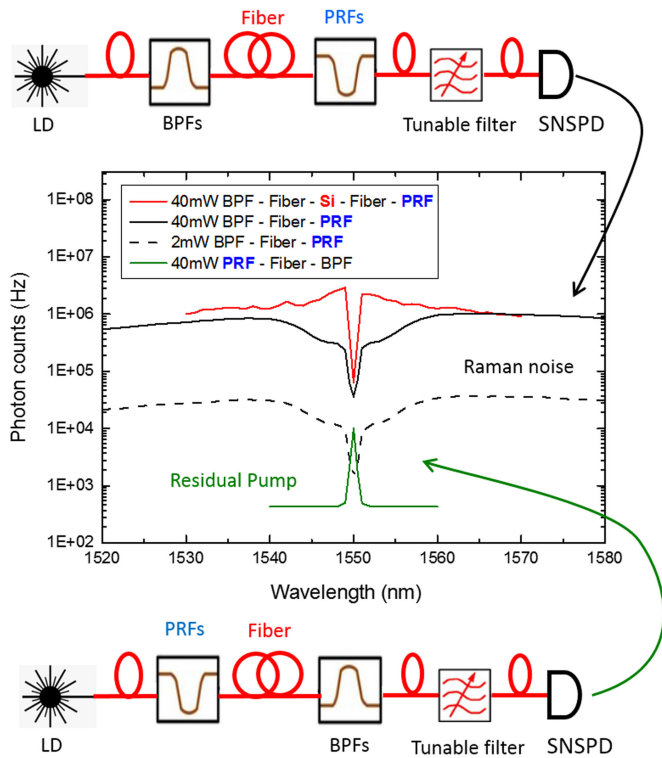 Fiber
PRFs
LD
BPFs
Tunable filter
SNSPD
1E+08
1E+07
1E+06
1E+05
1E+04
1E+03
1E+02
Photon counts (Hz)
40mW BPF - Fiber - Si - Fiber - PRF
40mW BPF - Fiber - PRF
2mW BPF - Fiber - PRF
40mW PRF - Fiber - BPF
Raman noise
Residual Pump
1520 1530 1540 1550 1560 1570 1580
Wavelength (nm)
PRFs
Fiber
LD
BPFs
Tunable filter
SNSPD